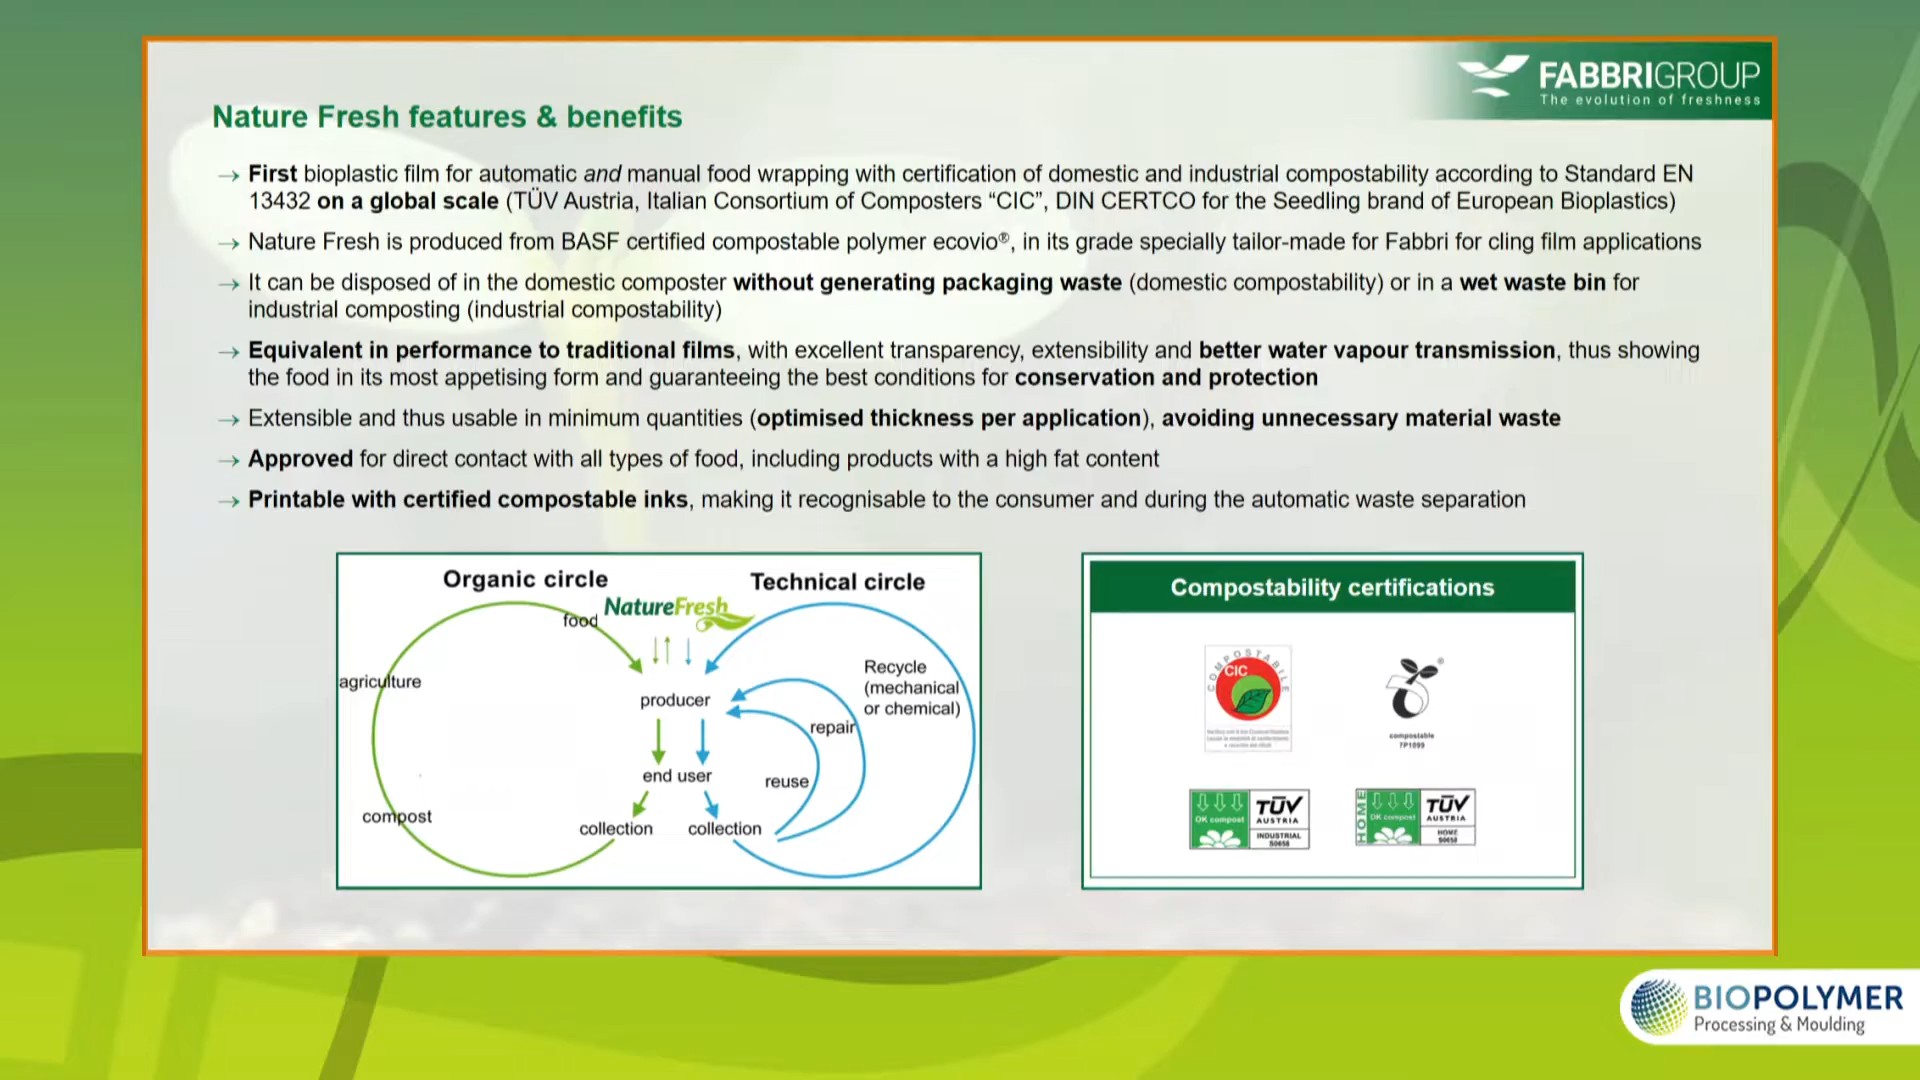 FABBRIGROUP
The evolution of freshness
Nature Fresh features & benefits
→ First bioplastic film for automatic and manual food wrapping with certification of domestic and industrial compostability according to Standard EN
13432 on a global scale (TÜV Austria, Italian Consortium of Composters “CIC”, DIN CERTCO for the Seedling brand of European Bioplastics)
→ Nature Fresh is produced from BASF certified compostable polymer ecovio®, in its grade specially tailor-made for Fabbri for cling film applications
→ It can be disposed of in the domestic composter without generating packaging waste (domestic compostability) or in a wet waste bin for
industrial composting (industrial compostability)
→ Equivalent in performance to traditional films, with excellent transparency, extensibility and better water vapour transmission, thus showing
the food in its most appetising form and guaranteeing the best conditions for conservation and protection
→ Extensible and thus usable in minimum quantities (optimised thickness per application), avoiding unnecessary material waste
→ Approved for direct contact with all types of food, including products with a high fat content
→ Printable with certified compostable inks, making it recognisable to the consumer and during the automatic waste separation
Organic circle
Technical circle
NatureFresh
food
agriculture
compost
producer
end user
collection
collection
reuse
repair
Recycle
(mechanical
or chemical)
Compostability certifications
COMPOSTABILE
CIC
®
compostable
7P1099
OK compost
TÜV
AUSTRIA
INDUSTRIAL
S0658
HOME
OK compost
TÜV
AUSTRIA
HOME
S0658
BIOPOLYMER
Processing & Moulding